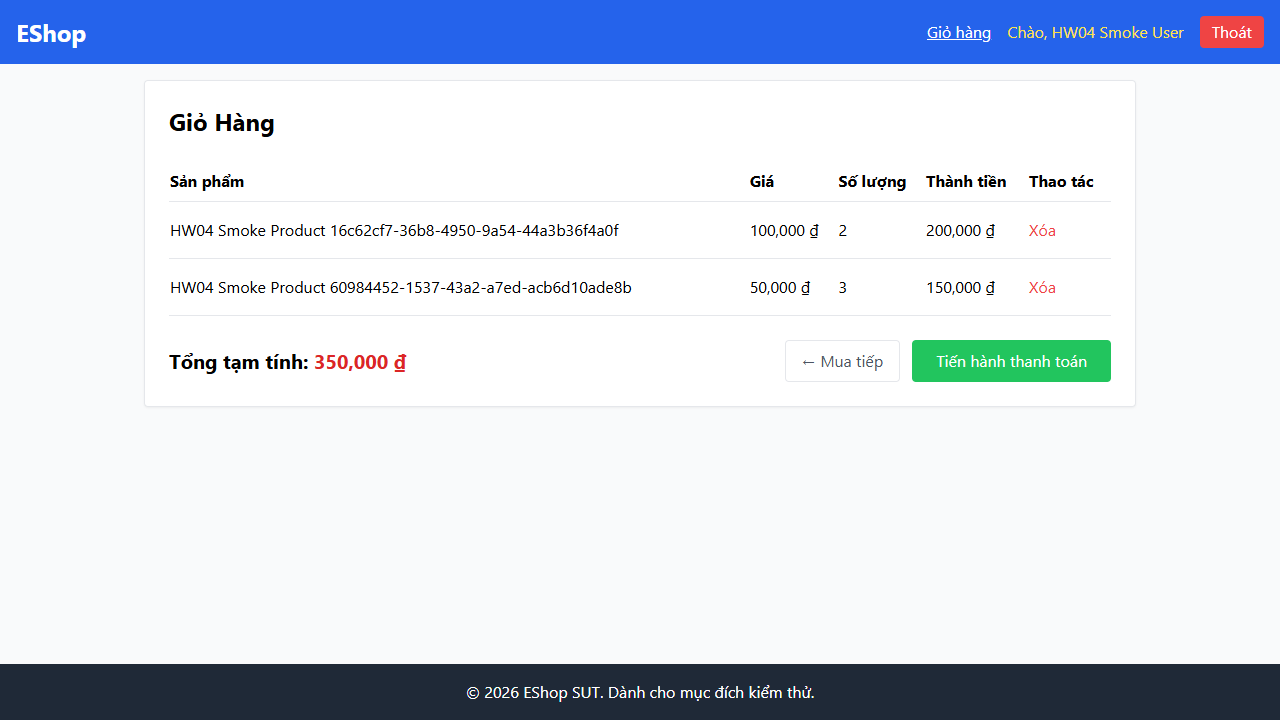 EShop
Giỏ hàng Chào, HW04 Smoke User Thoát
Giỏ Hàng
Sản phẩm Giá Số lượng Thành tiền Thao tác
HW04 Smoke Product 16c62cf7-36b8-4950-9a54-44a3b36f4a0f 100,000 ₫ 2 200,000 ₫ Xóa
HW04 Smoke Product 60984452-1537-43a2-a7ed-acb6d10ade8b 50,000 ₫ 3 150,000 ₫ Xóa
Tổng tạm tính: 350,000 ₫ ← Mua tiếp Tiến hành thanh toán
© 2026 EShop SUT. Dành cho mục đích kiểm thử.